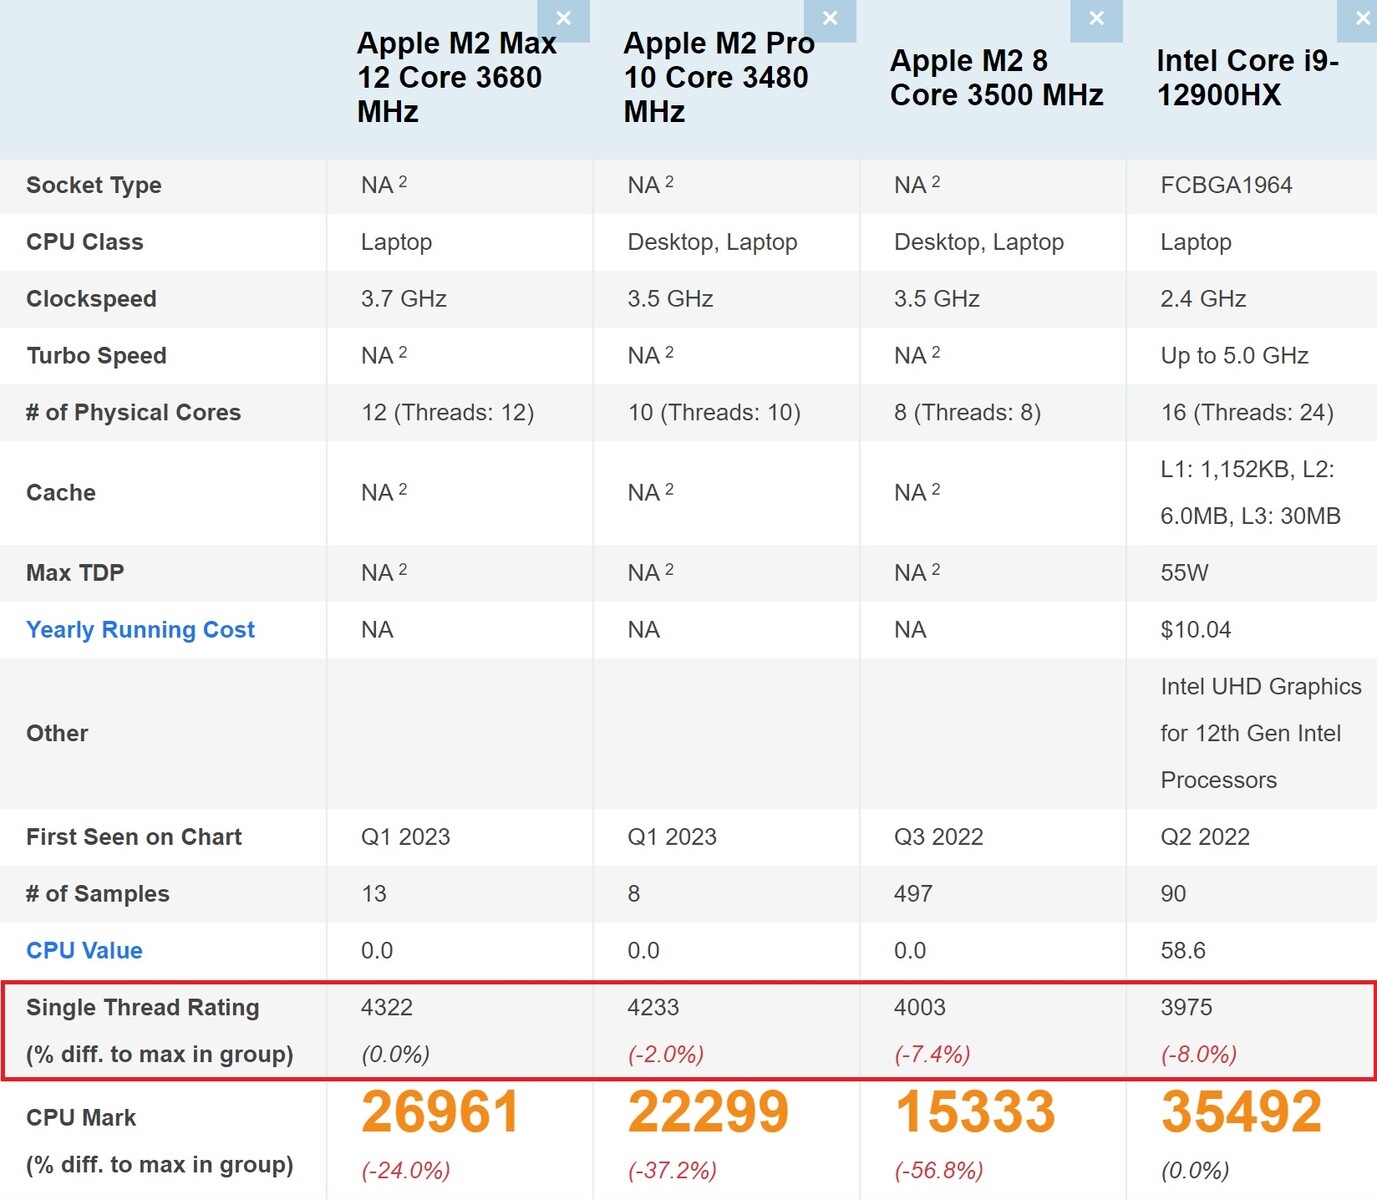 ✕ ✕ ✕ ✕
Apple M2 Max
12 Core 3680
MHz
Apple M2 Pro
10 Core 3480
MHz
Apple M2 8
Core 3500 MHz
Intel Core i9-
12900HX
Socket Type NA 2 NA 2 NA 2 FCBGA1964
CPU Class Laptop Desktop, Laptop Desktop, Laptop Laptop
Clockspeed 3.7 GHz 3.5 GHz 3.5 GHz 2.4 GHz
Turbo Speed NA 2 NA 2 NA 2 Up to 5.0 GHz
# of Physical Cores 12 (Threads: 12) 10 (Threads: 10) 8 (Threads: 8) 16 (Threads: 24)
Cache NA 2 NA 2 NA 2 L1: 1,152KB, L2:
6.0MB, L3: 30MB
Max TDP NA 2 NA 2 NA 2 55W
Yearly Running Cost NA NA NA $10.04
Other Intel UHD Graphics
for 12th Gen Intel
Processors
First Seen on Chart Q1 2023 Q1 2023 Q3 2022 Q2 2022
# of Samples 13 8 497 90
CPU Value 0.0 0.0 0.0 58.6
Single Thread Rating 4322 4233 4003 3975
(% diff. to max in group) (0.0%) (-2.0%) (-7.4%) (-8.0%)
CPU Mark 26961 22299 15333 35492
(% diff. to max in group) (-24.0%) (-37.2%) (-56.8%) (0.0%)